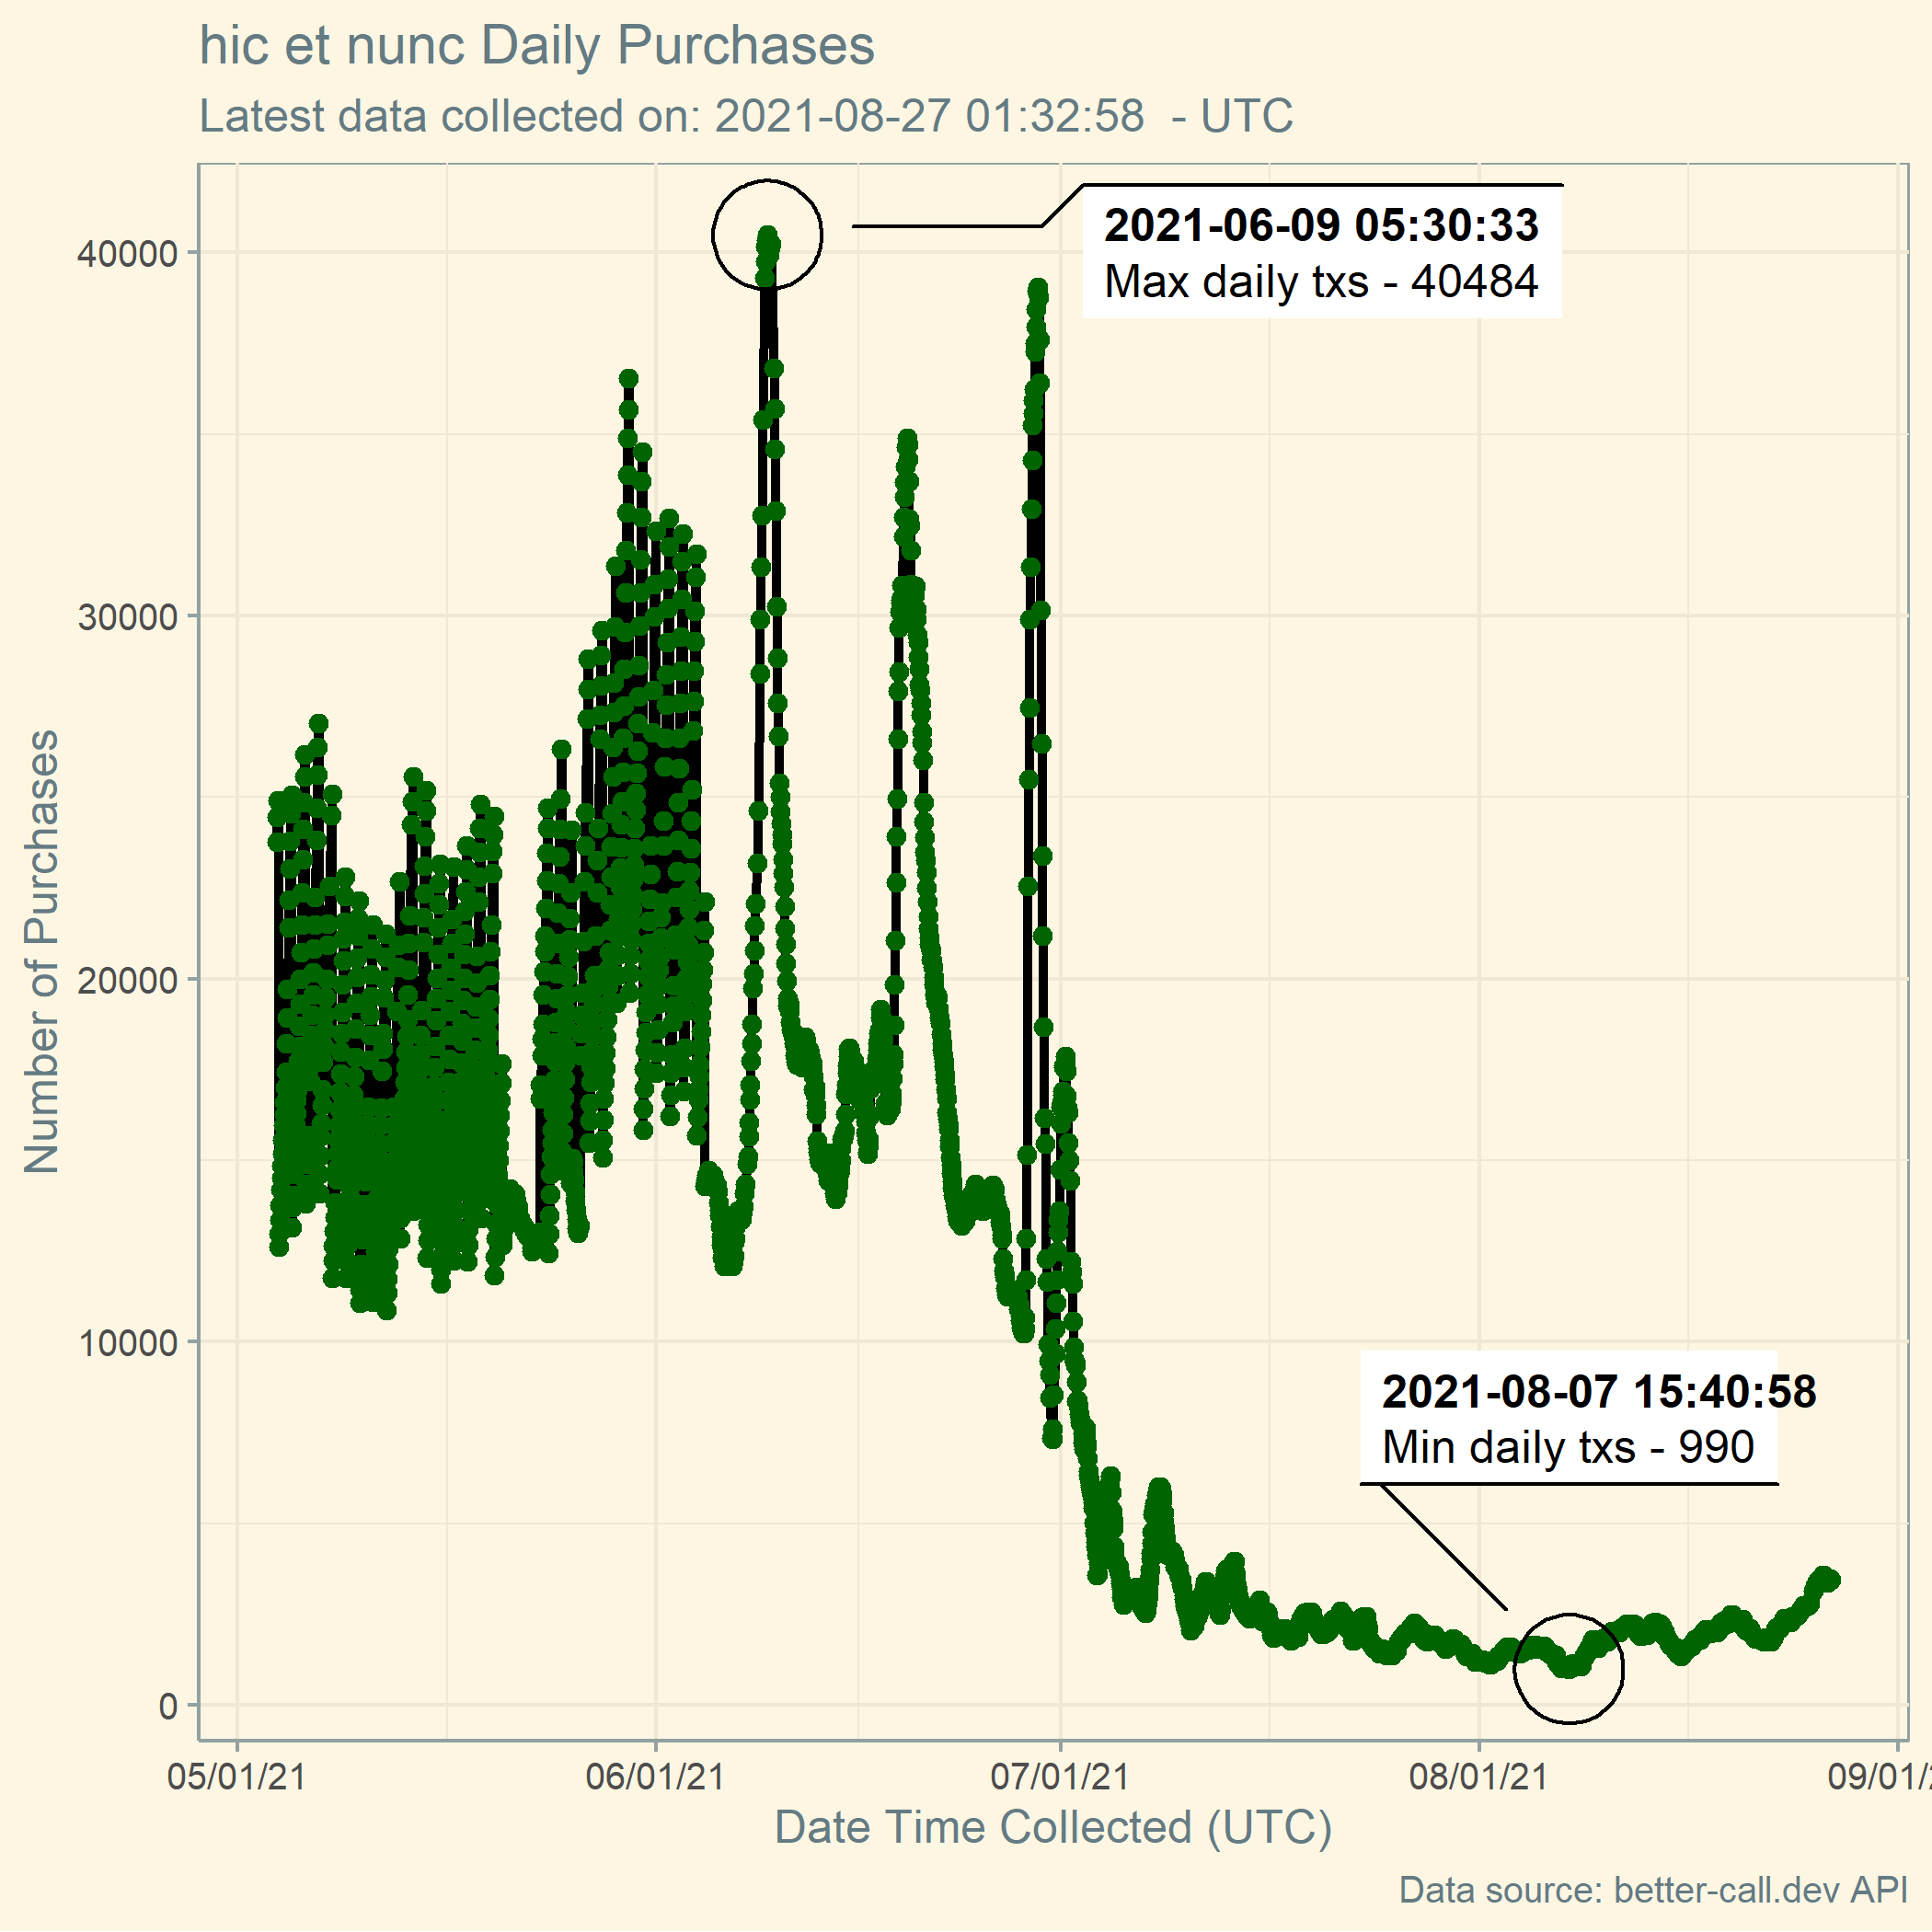 hic et nunc Daily Purchases
Latest data collected on: 2021-08-27 01:32:58  - UTC
2021-06-09 05:30:33
Max daily txs - 40484
40000
30000
20000
10000
0
Number of Purchases
2021-08-07 15:40:58
Min daily txs - 990
05/01/21
06/01/21
07/01/21
08/01/21
09/01/2
Date Time Collected (UTC)
Data source: better-call.dev API